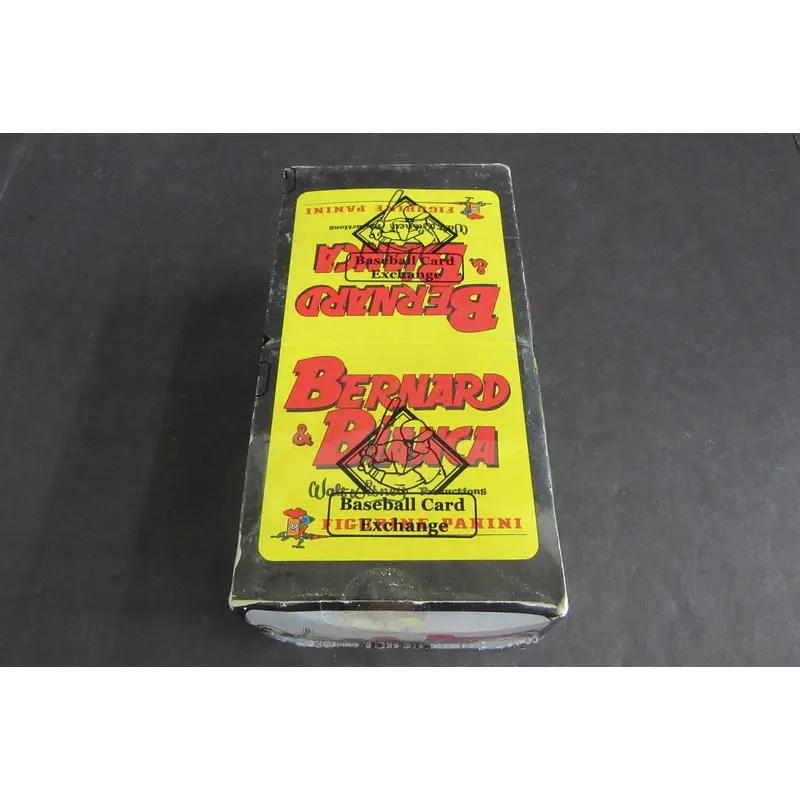 FIGURINE PANINI
Walt Disney Productions
Baseball Card
Exchange
& BIANCA
BERNARD
BERNARD
& BIANCA
Walt Disney Productions
Baseball Card
Exchange
FIGURINE PANINI